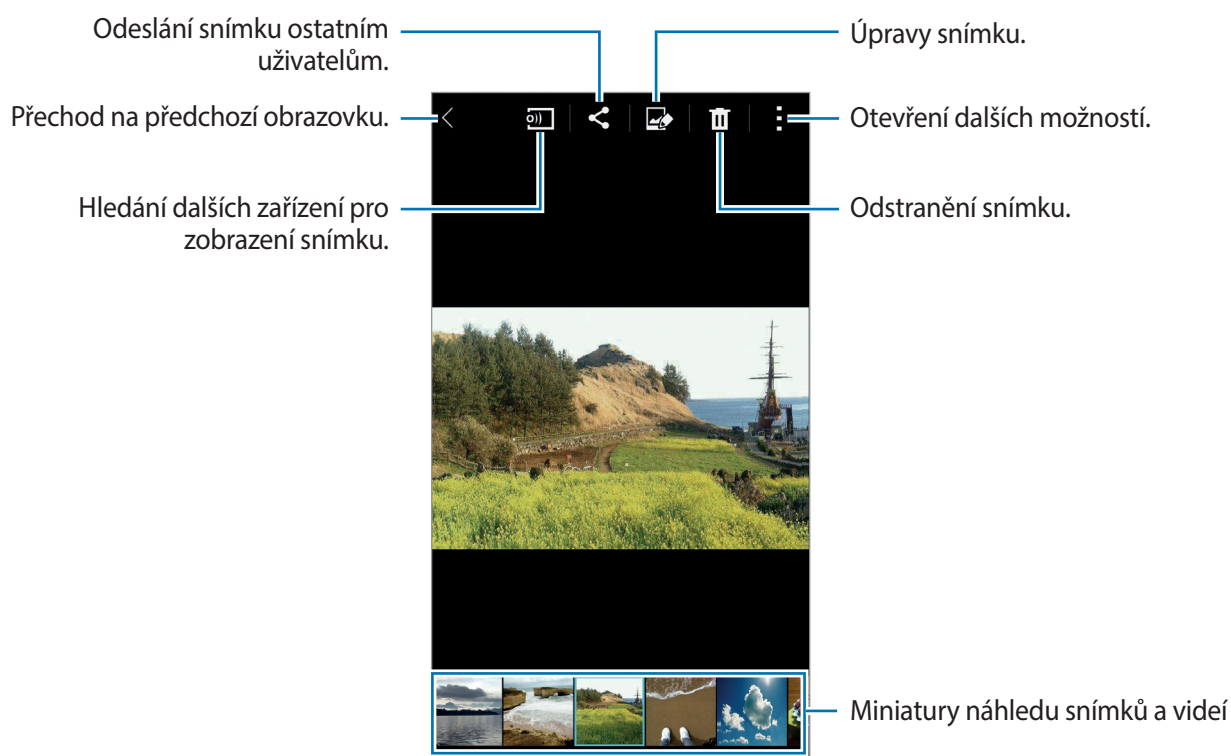 Odeslání snímku ostatním
uživatelům.
Úpravy snímku.
Přechod na předchozí obrazovku.
Otevření dalších možností.
Hledání dalších zařízení pro
zobrazení snímku.
Odstranění snímku.
Miniatury náhledu snímků a videí